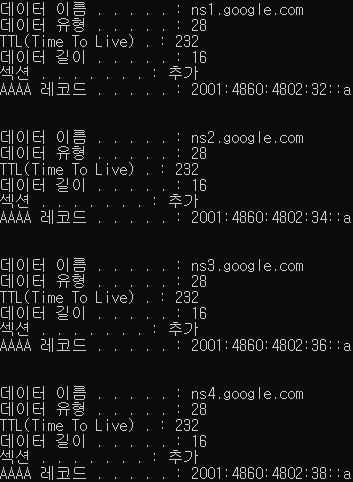 데이터 이름 . . . . . : ns1.google.com
데이터 유형 . . . . . : 28
TTL(Time To Live) . : 232
데이터 길이 . . . . . : 16
섹션 . . . . . . . : 추가
AAAA 레코드 . . . . . : 2001:4860:4802:32::a
데이터 이름 . . . . . : ns2.google.com
데이터 유형 . . . . . : 28
TTL(Time To Live) . : 232
데이터 길이 . . . . . : 16
섹션 . . . . . . . : 추가
AAAA 레코드 . . . . . : 2001:4860:4802:34::a
데이터 이름 . . . . . : ns3.google.com
데이터 유형 . . . . . : 28
TTL(Time To Live) . : 232
데이터 길이 . . . . . : 16
섹션 . . . . . . . : 추가
AAAA 레코드 . . . . . : 2001:4860:4802:36::a
데이터 이름 . . . . . : ns4.google.com
데이터 유형 . . . . . : 28
TTL(Time To Live) . : 232
데이터 길이 . . . . . : 16
섹션 . . . . . . . : 추가
AAAA 레코드 . . . . . : 2001:4860:4802:38::a